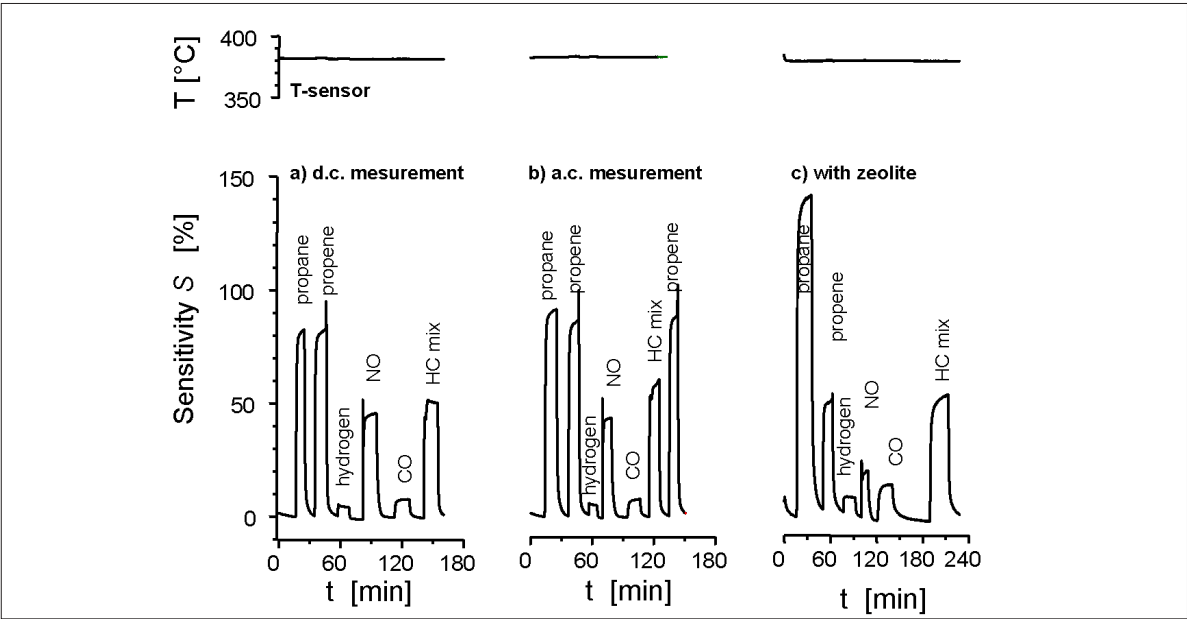 400
350
T [°C]
T-sensor
a) d.c. mesurement
b) a.c. mesurement
c) with zeolite
150
100
50
0
Sensitivity S [%]
propane
propene
hydrogen
NO
CO
HC mix
propane
propene
hydrogen
NO
CO
HC mix
propene
propane
propene
hydrogen
NO
CO
HC mix
0 60 120 180
0 60 120 180
0 60 120 180 240
t [min]
t [min]
t [min]